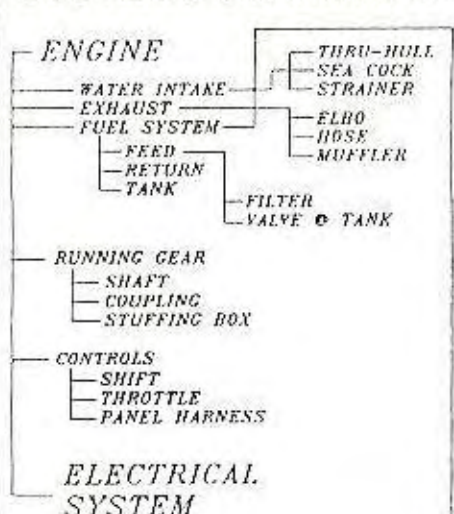 ENGINE
WATER INTAKE
EXHAUST
FUEL SYSTEM
FEED
RETURN
TANK
THRU-HULL
SEA COCK
STRAINER
ELBO
HOSE
MUFFLER
FILTER
VALVE @ TANK
RUNNING GEAR
SHAFT
COUPLING
STUFFING BOX
CONTROLS
SHIFT
THROTTLE
PANEL HARNESS
ELECTRICAL
SYSTEM